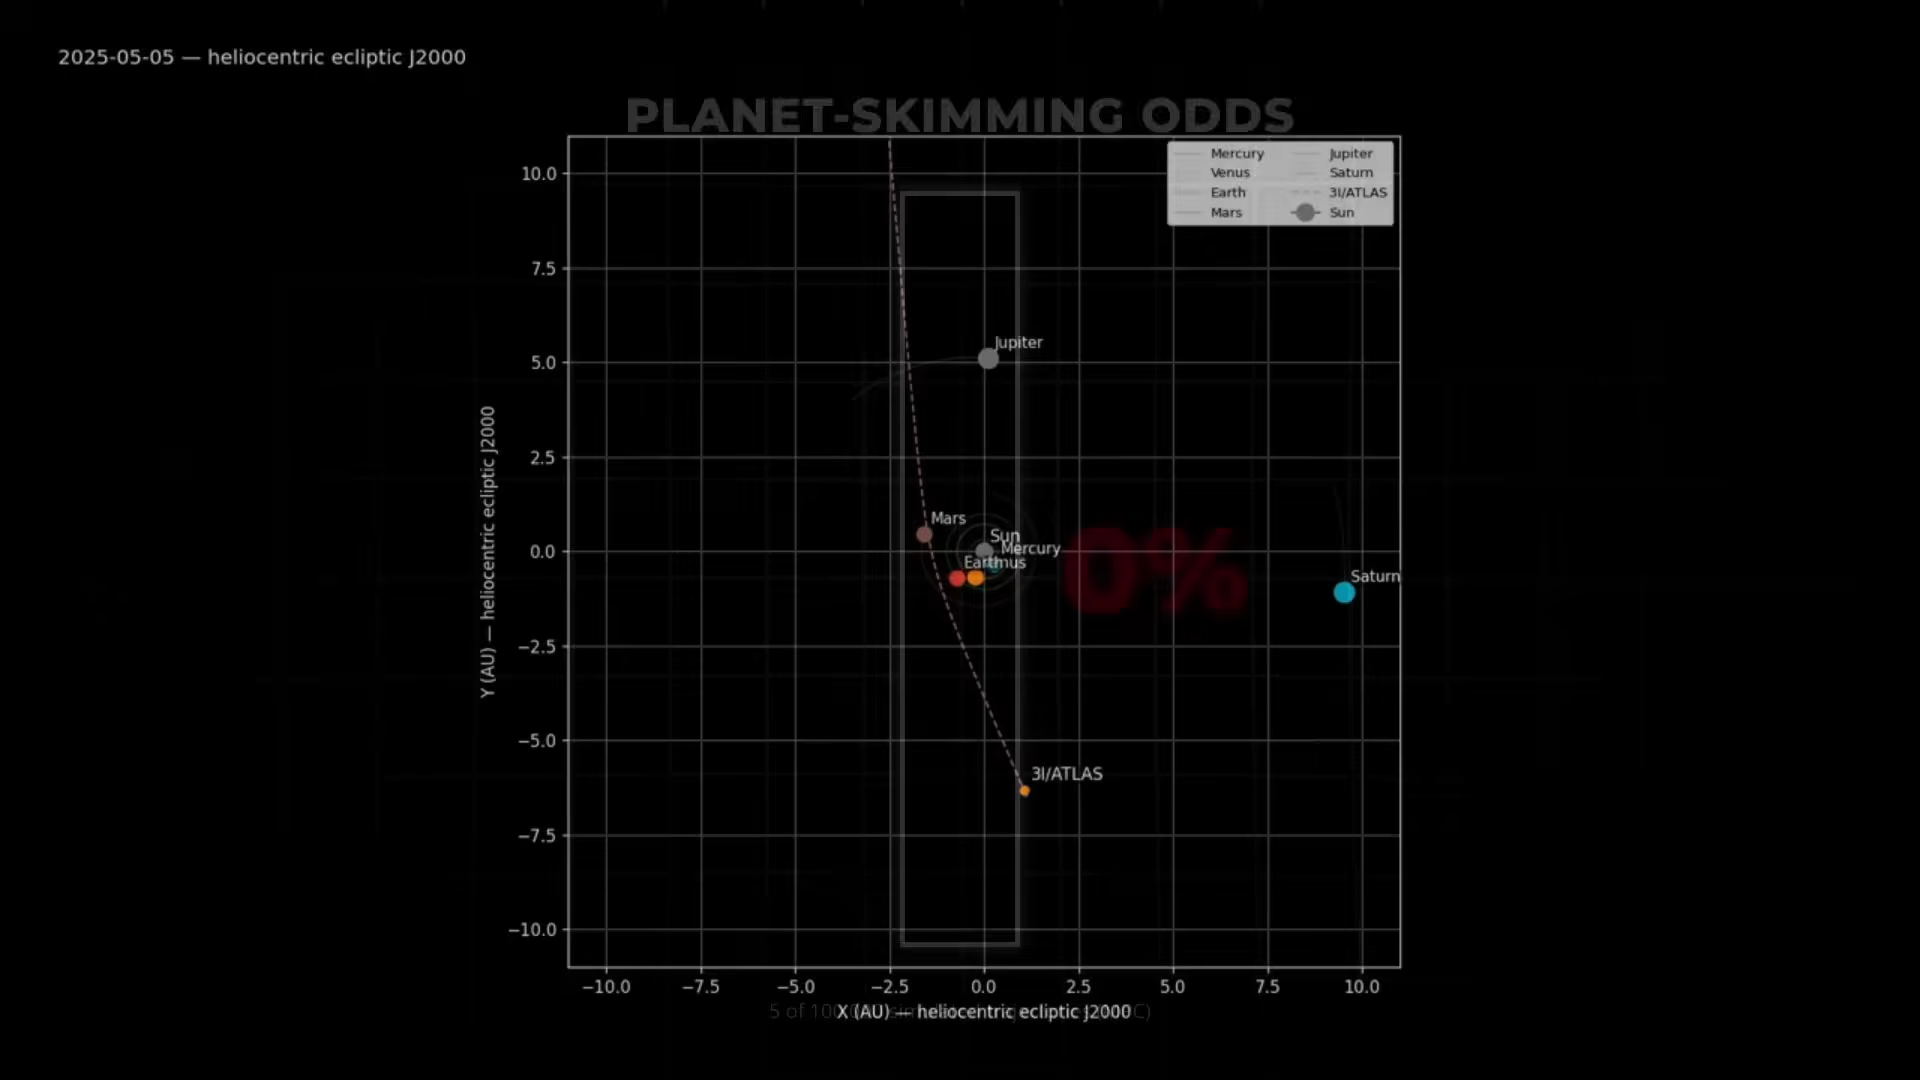 2025-05-05 — heliocentric ecliptic J2000
PLANET-SKIMMING ODDS
Mercury
Venus
Earth
Mars
Jupiter
Saturn
3I/ATLAS
Sun
10.0
7.5
5.0
2.5
0.0
−2.5
−5.0
−7.5
−10.0
Y (AU) — heliocentric ecliptic J2000
Jupiter
Mars
Sun
Mercury
Earth
Saturn
3I/ATLAS
0%
−10.0
−7.5
−5.0
−2.5
0.0
2.5
5.0
7.5
10.0
X (AU) — heliocentric ecliptic J2000
5 of